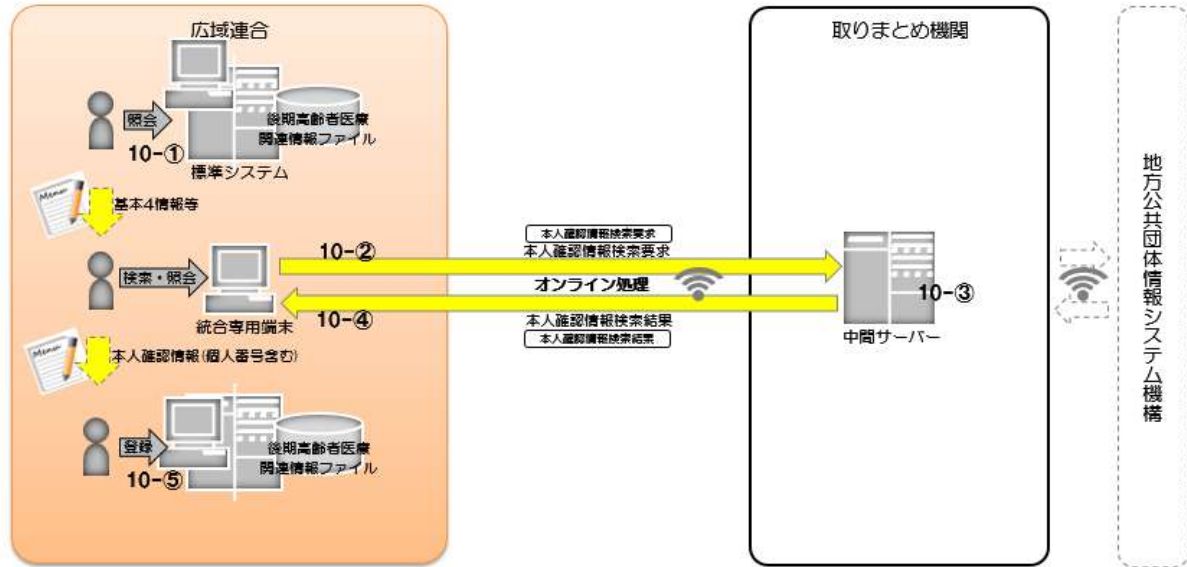 広域連合
照会
10-①
後期高齢者医療
関連情報ファイル
標準システム
Memo
基本4情報等
検索・照会
統合専用端末
Memo
本人確認情報(個人番号含む)
登録
10-⑤
後期高齢者医療
関連情報ファイル
10-②
本人確認情報検索要求
本人確認情報検索要求
オンライン処理
10-④
本人確認情報検索結果
本人確認情報検索結果
取りまとめ機関
10-③
中間サーバー
地方公共団体情報システム機構